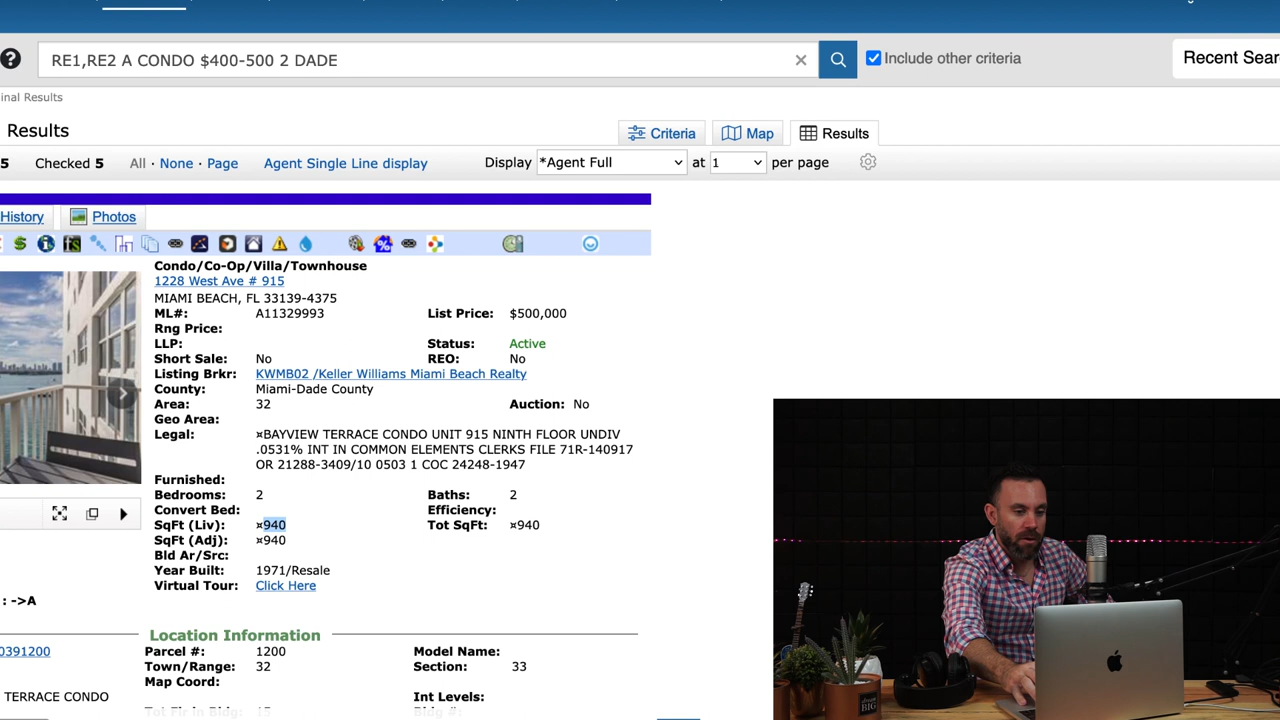 RE1,RE2 A CONDO $400-500 2 DADE
Include other criteria
Recent Sear
inal Results
Results
Criteria
Map
Results
5 Checked 5 All · None · Page Agent Single Line display
Display *Agent Full at 1 per page
History
Photos
Condo/Co-Op/Villa/Townhouse
1228 West Ave # 915
MIAMI BEACH, FL 33139-4375
ML#: A11329993 List Price: $500,000
Rng Price:
LLP: Status: Active
Short Sale: No REO: No
Listing Brkr: KWMB02 /Keller Williams Miami Beach Realty
County: Miami-Dade County
Area: 32 Auction: No
Geo Area:
Legal: ¤BAYVIEW TERRACE CONDO UNIT 915 NINTH FLOOR UNDIV
.0531% INT IN COMMON ELEMENTS CLERKS FILE 71R-140917
OR 21288-3409/10 0503 1 COC 24248-1947
Furnished:
Bedrooms: 2 Baths: 2
Convert Bed: Efficiency:
SqFt (Liv): ¤940 Tot SqFt: ¤940
SqFt (Adj): ¤940
Bld Ar/Src:
Year Built: 1971/Resale
Virtual Tour: Click Here
: ->A
Location Information
0391200 Parcel #: 1200 Model Name:
Town/Range: 32 Section: 33
Map Coord:
TERRACE CONDO Int Levels:
Tot Flr in Bldg: 15 Bldg #:
dream BIG